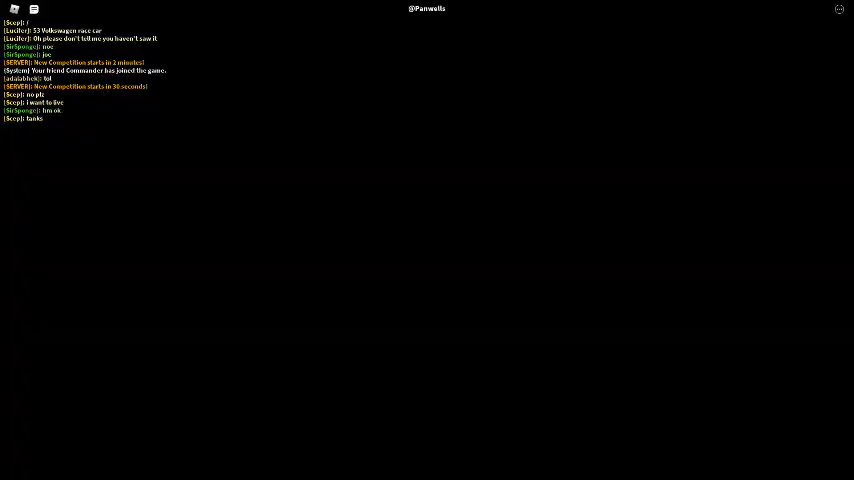 @Panwells
[Scep]: /
[Lucifer]: 53 Volkswagen race car
[Lucifer]: Oh please don't tell me you haven't saw it
[SirSponge]: noe
[SirSponge]: joe
[SERVER]: New Competition starts in 2 minutes!
{System} Your friend Commander has joined the game.
[adalabhek]: lol
[SERVER]: New Competition starts in 30 seconds!
[Scep]: no plz
[Scep]: i want to live
[SirSponge]: hm ok
[Scep]: tanks